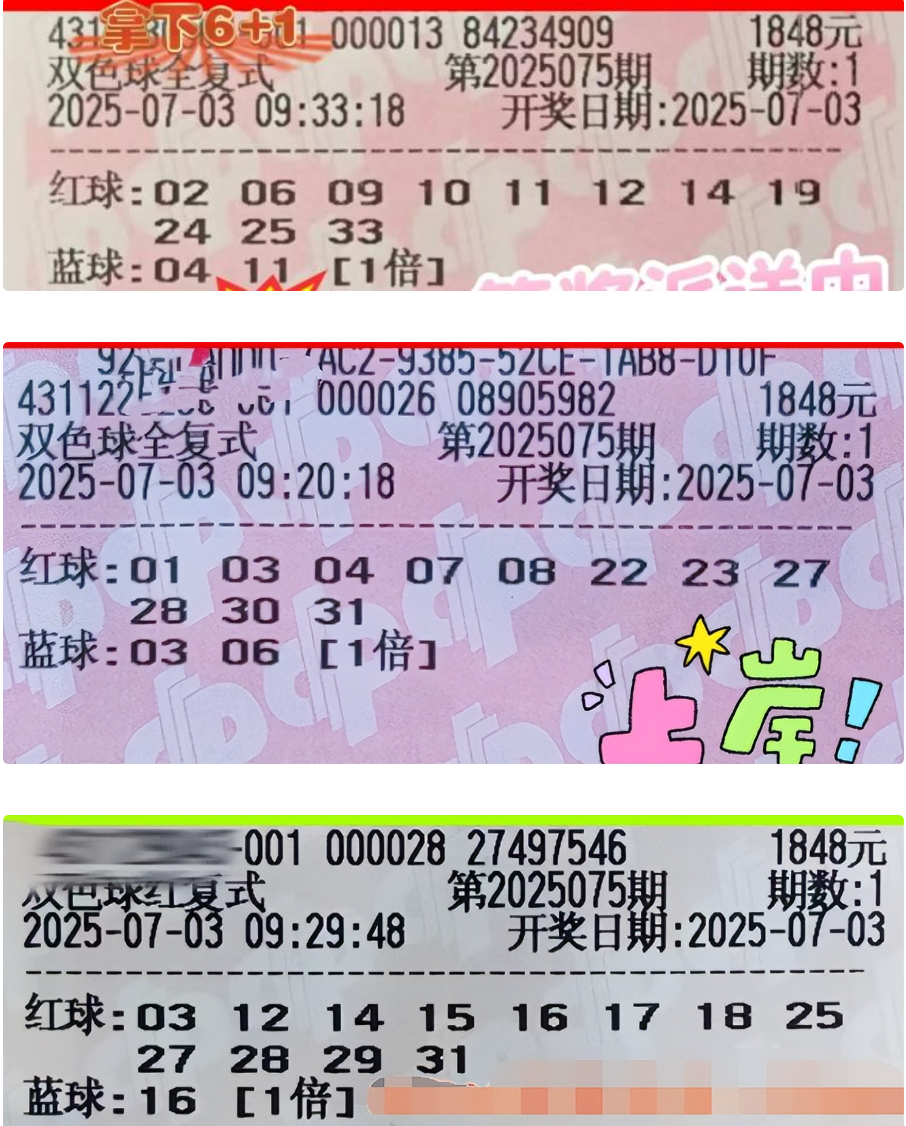 拿下6+1
431 001 000013 84234909 1848元
双色球全复式 第2025075期 期数:1
2025-07-03 09:33:18 开奖日期:2025-07-03
红球:02 06 09 10 11 12 14 19
24 25 33
蓝球:04 11 [1倍]
7AC2-9385-52CE-1AB8-D10F
431122 000026 08905982 1848元
双色球全复式 第2025075期 期数:1
2025-07-03 09:20:18 开奖日期:2025-07-03
红球:01 03 04 07 08 22 23 27
28 30 31
蓝球:03 06 [1倍]
上岸!
-001 000028 27497546 1848元
双色球红复式 第2025075期 期数:1
2025-07-03 09:29:48 开奖日期:2025-07-03
红球:03 12 14 15 16 17 18 25
27 28 29 31
蓝球:16 [1倍]